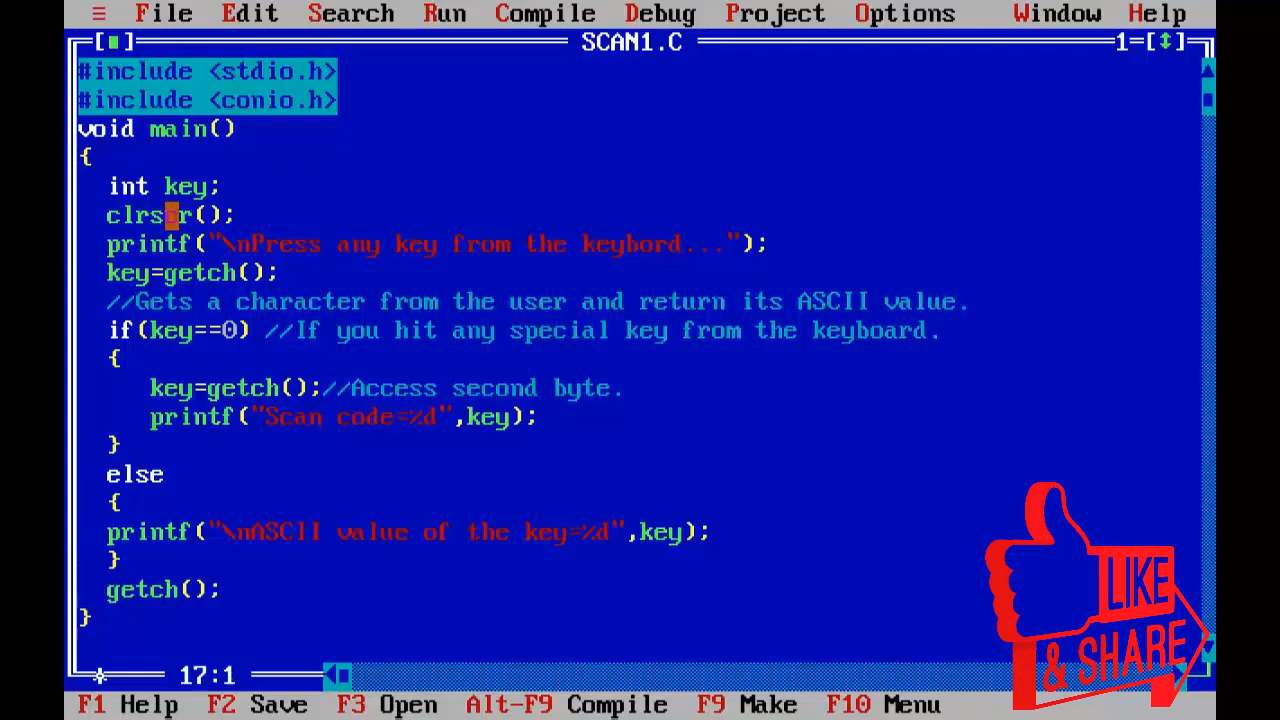 ≡ File Edit Search Run Compile Debug Project Options Window Help
[■] SCAN1.C 1=[↕]
#include <stdio.h>
#include <conio.h>
void main()
{
int key;
clrscr();
printf("\nPress any key from the keybord...");
key=getch();
//Gets a character from the user and return its ASCII value.
if(key==0) //If you hit any special key from the keyboard.
{
key=getch();//Access second byte.
printf("Scan code=%d",key);
}
else
{
printf("\nASCII value of the key=%d",key);
}
getch();
}
17:1
F1 Help F2 Save F3 Open Alt-F9 Compile F9 Make F10 Menu
LIKE
& SHARE